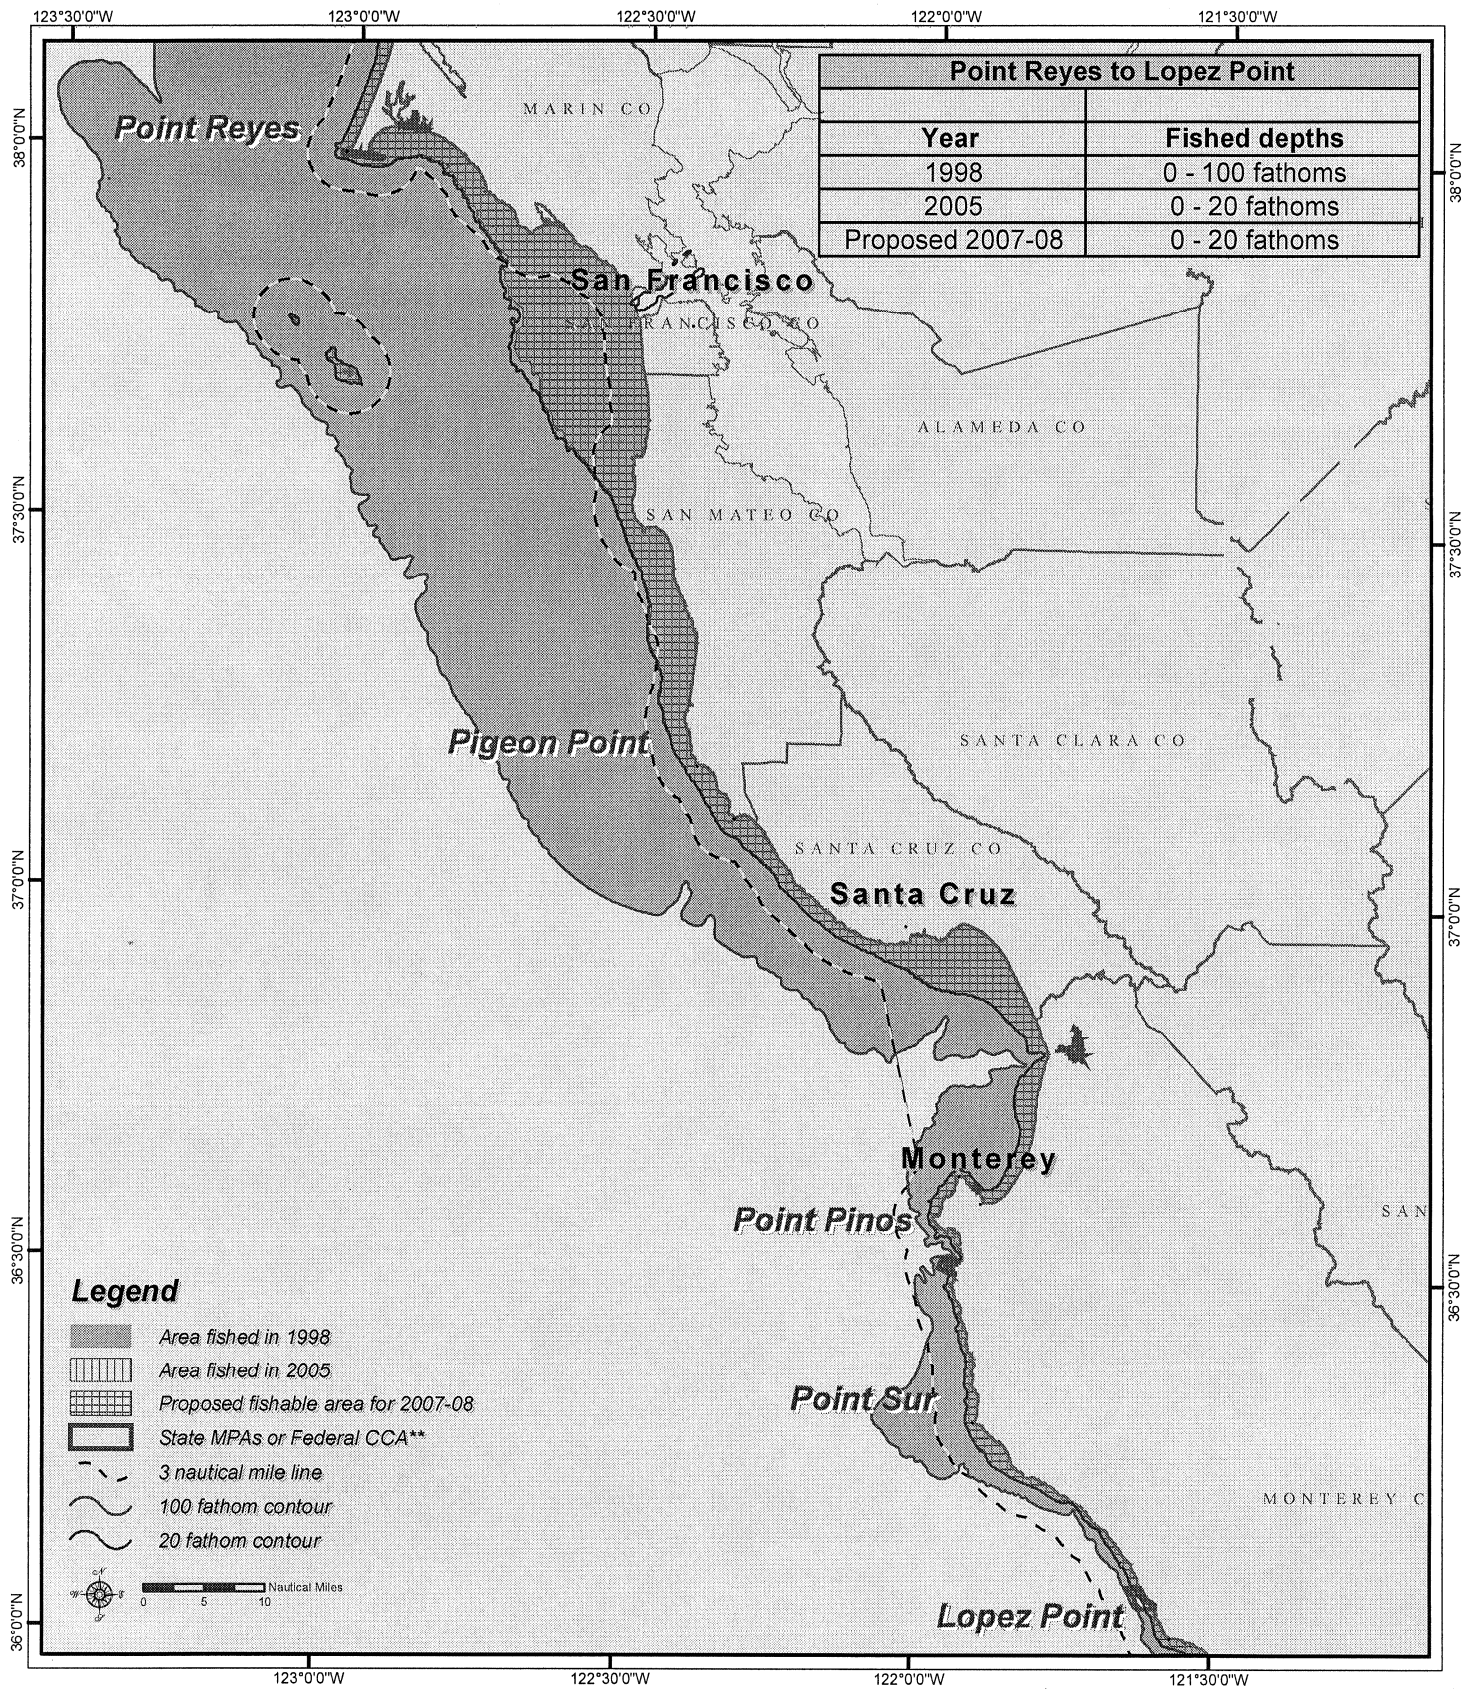 123°30'0"W 123°0'0"W 122°30'0"W 122°0'0"W 121°30'0"W
Point Reyes to Lopez Point
Year Fished depths
1998 0 - 100 fathoms
2005 0 - 20 fathoms
Proposed 2007-08 0 - 20 fathoms
MARIN CO
Point Reyes
38°0'0"N
38°0'0"N
San Francisco
SAN FRANCISCO CO
ALAMEDA CO
37°30'0"N
SAN MATEO CO
37°30'0"N
S
Pigeon Point
SANTA CLARA CO
SANTA CRUZ CO
37°0'0"N
Santa Cruz
37°0'0"N
Monterey
Point Pinos
SAN
36°30'0"N
36°30'0"N
Legend
Area fished in 1998
Area fished in 2005
Proposed fishable area for 2007-08
State MPAs or Federal CCA**
3 nautical mile line
100 fathom contour
20 fathom contour
Point Sur
MONTEREY C
N
W S
Nautical Miles
0 5 10
Lopez Point
36°0'0"N
123°0'0"W 122°30'0"W 122°0'0"W 121°30'0"W